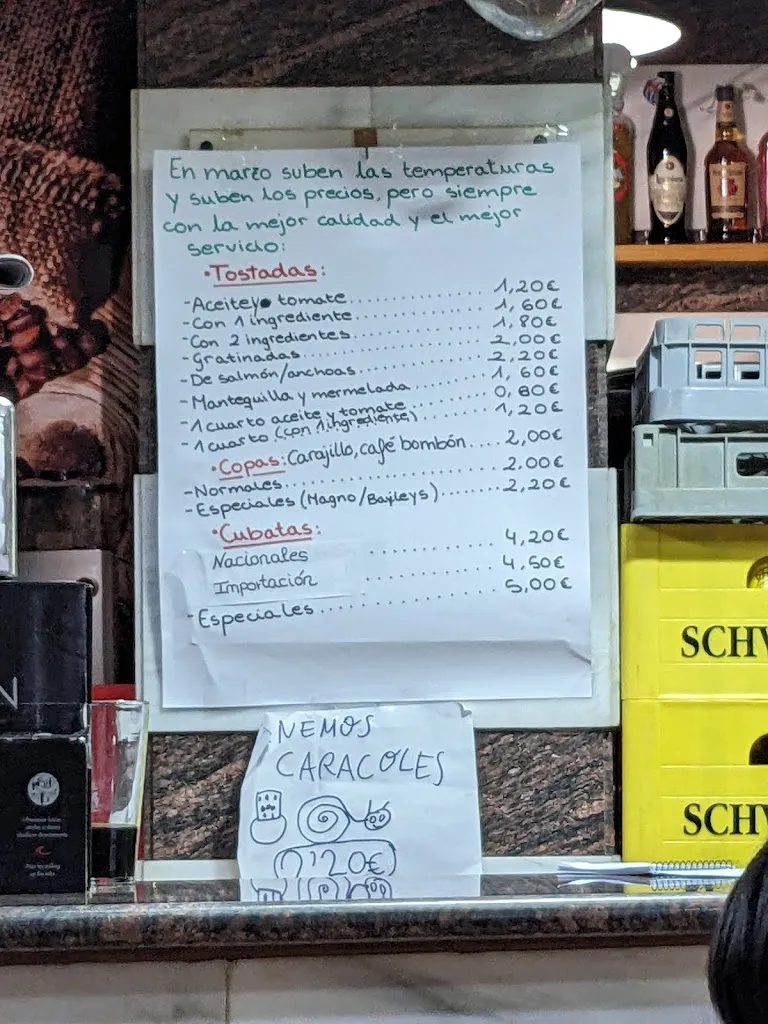 En marzo suben las temperaturas
y suben los precios, pero siempre
con la mejor calidad y el mejor
servicio:
•Tostadas:
-Aceite y tomate.................. 1,20€
-Con 1 ingrediente................ 1,60€
-Con 2 ingredientes............... 1,80€
-Gratinadas....................... 2,00€
-De salmón/anchoas................ 2,20€
-Mantequilla y mermelada.......... 1,60€
-1 cuarto aceite y tomate......... 0,80€
-1 cuarto (con 1 ingrediente)..... 1,20€
•Copas: Carajillo, café bombón.... 2,00€
-Normales......................... 2.00€
-Especiales (Magno/Baileys)....... 2,20€
•Cubatas:
Nacionales ............ 4,20€
Importación ............ 4,50€
-Especiales............ 5,00€
NEMOS
CARACOLES
1'20€
SCHW
SCHW
N